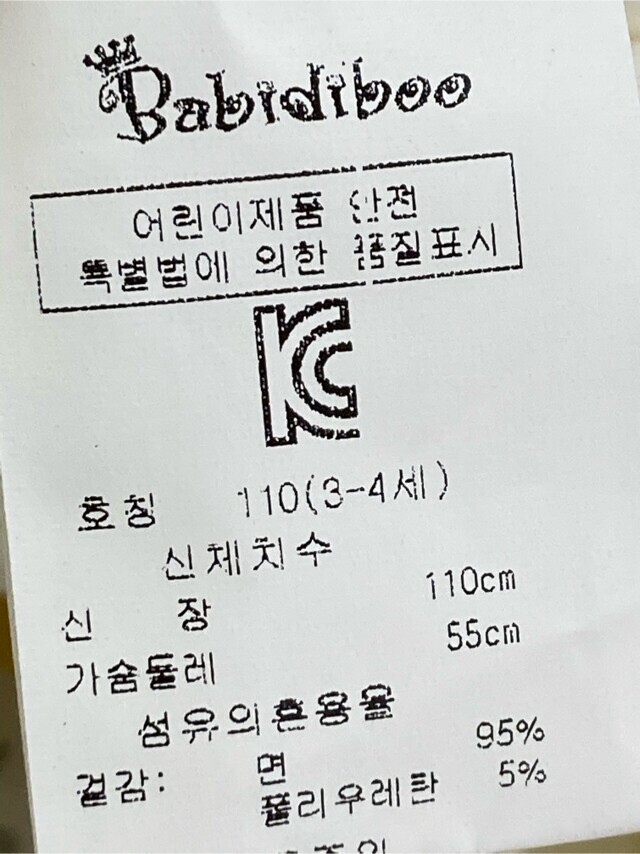 Babidiboo
어린이제품 안전
특별법에 의한 품질표시
KC
호칭 110(3-4세)
신체치수
신 장 110cm
가슴둘레 55cm
섬유의혼용율
겉감: 면 95%
폴리우레탄 5%